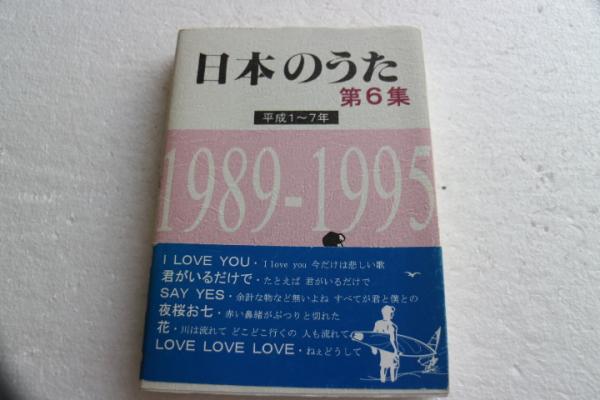 日本のうた
第6集
平成1〜7年
1989-1995
I LOVE YOU・I love you 今だけは悲しい歌
君がいるだけで・たとえば 君がいるだけで
SAY YES・余計な物など無いよね すべてが君と僕との
夜桜お七・赤い鼻緒がぷつりと切れた
花・川は流れて どこどこ行くの 人も流れて
LOVE LOVE LOVE・ねぇどうして